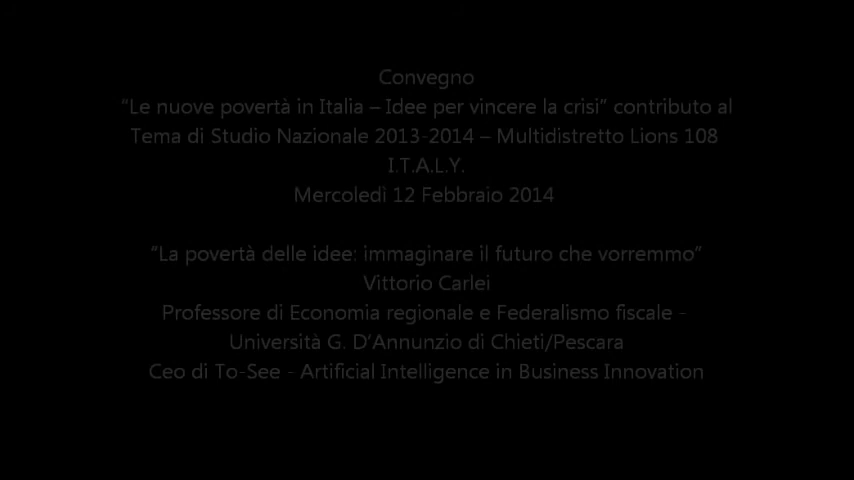 Convegno
“Le nuove povertà in Italia – Idee per vincere la crisi” contributo al
Tema di Studio Nazionale 2013-2014 – Multidistretto Lions 108
I.T.A.L.Y.
Mercoledì 12 Febbraio 2014
“La povertà delle idee: immaginare il futuro che vorremmo”
Vittorio Carlei
Professore di Economia regionale e Federalismo fiscale -
Università G. D’Annunzio di Chieti/Pescara
Ceo di To-See - Artificial Intelligence in Business Innovation